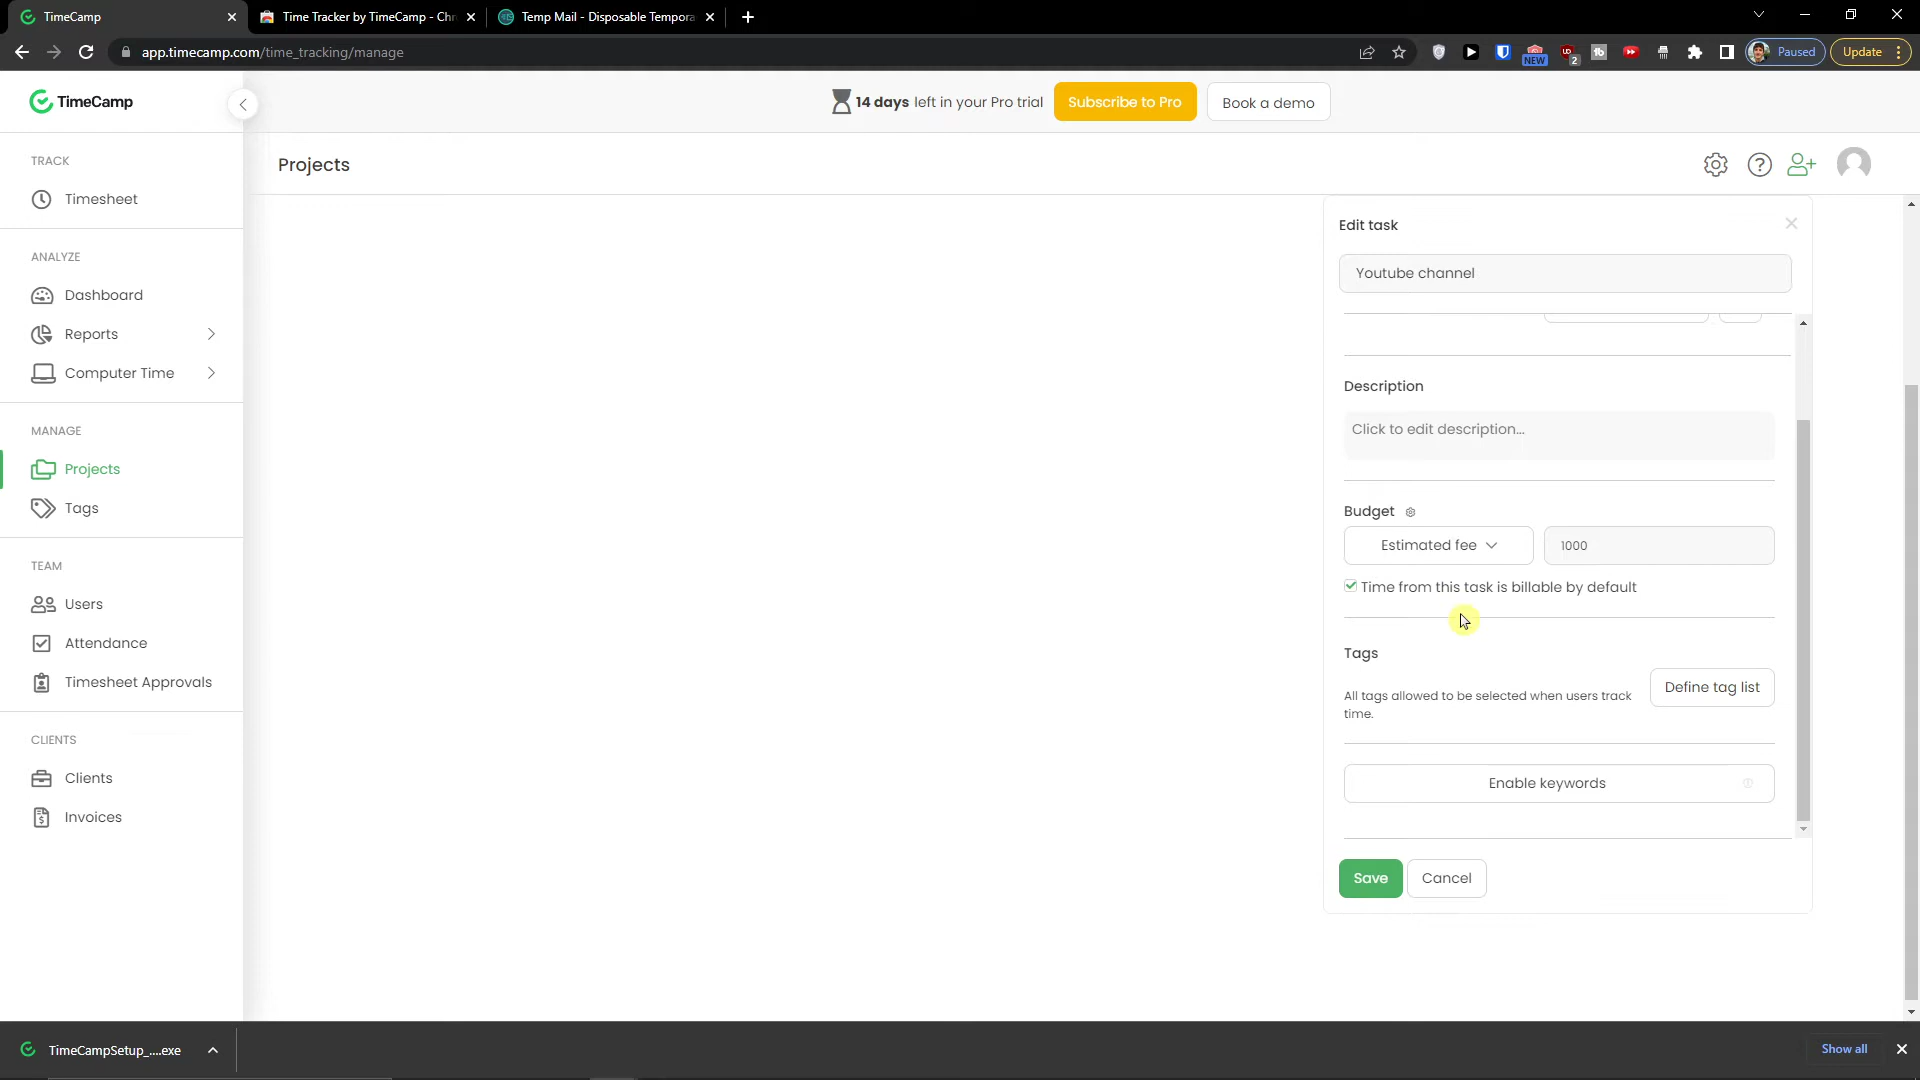 TimeCamp
Time Tracker by TimeCamp - Chr
Temp Mail - Disposable Tempora
app.timecamp.com/time_tracking/manage
NEW
2
Paused
Update
TimeCamp
14 days left in your Pro trial
Subscribe to Pro
Book a demo
Projects
TRACK
Timesheet
ANALYZE
Dashboard
Reports
Computer Time
MANAGE
Projects
Tags
TEAM
Users
Attendance
Timesheet Approvals
CLIENTS
Clients
Invoices
Edit task
Youtube channel
Description
Click to edit description...
Budget
Estimated fee
1000
Time from this task is billable by default
Tags
All tags allowed to be selected when users track
time.
Define tag list
Enable keywords
Save
Cancel
TimeCampSetup_....exe
Show all